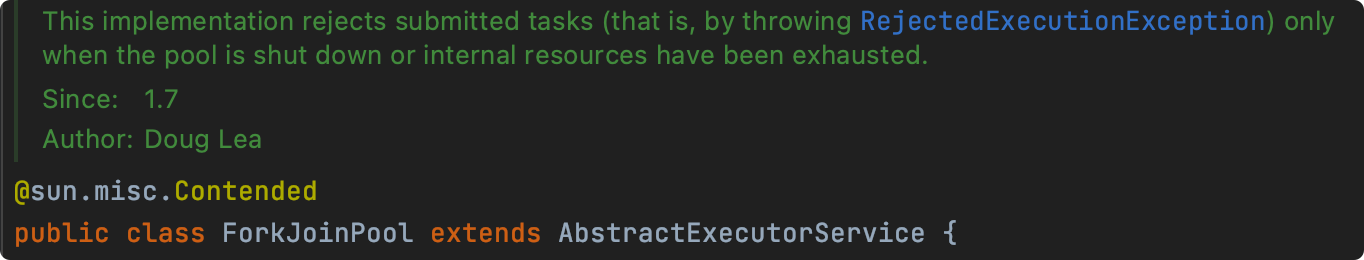 This implementation rejects submitted tasks (that is, by throwing RejectedExecutionException) only
when the pool is shut down or internal resources have been exhausted.
Since: 1.7
Author: Doug Lea
@sun.misc.Contended
public class ForkJoinPool extends AbstractExecutorService {